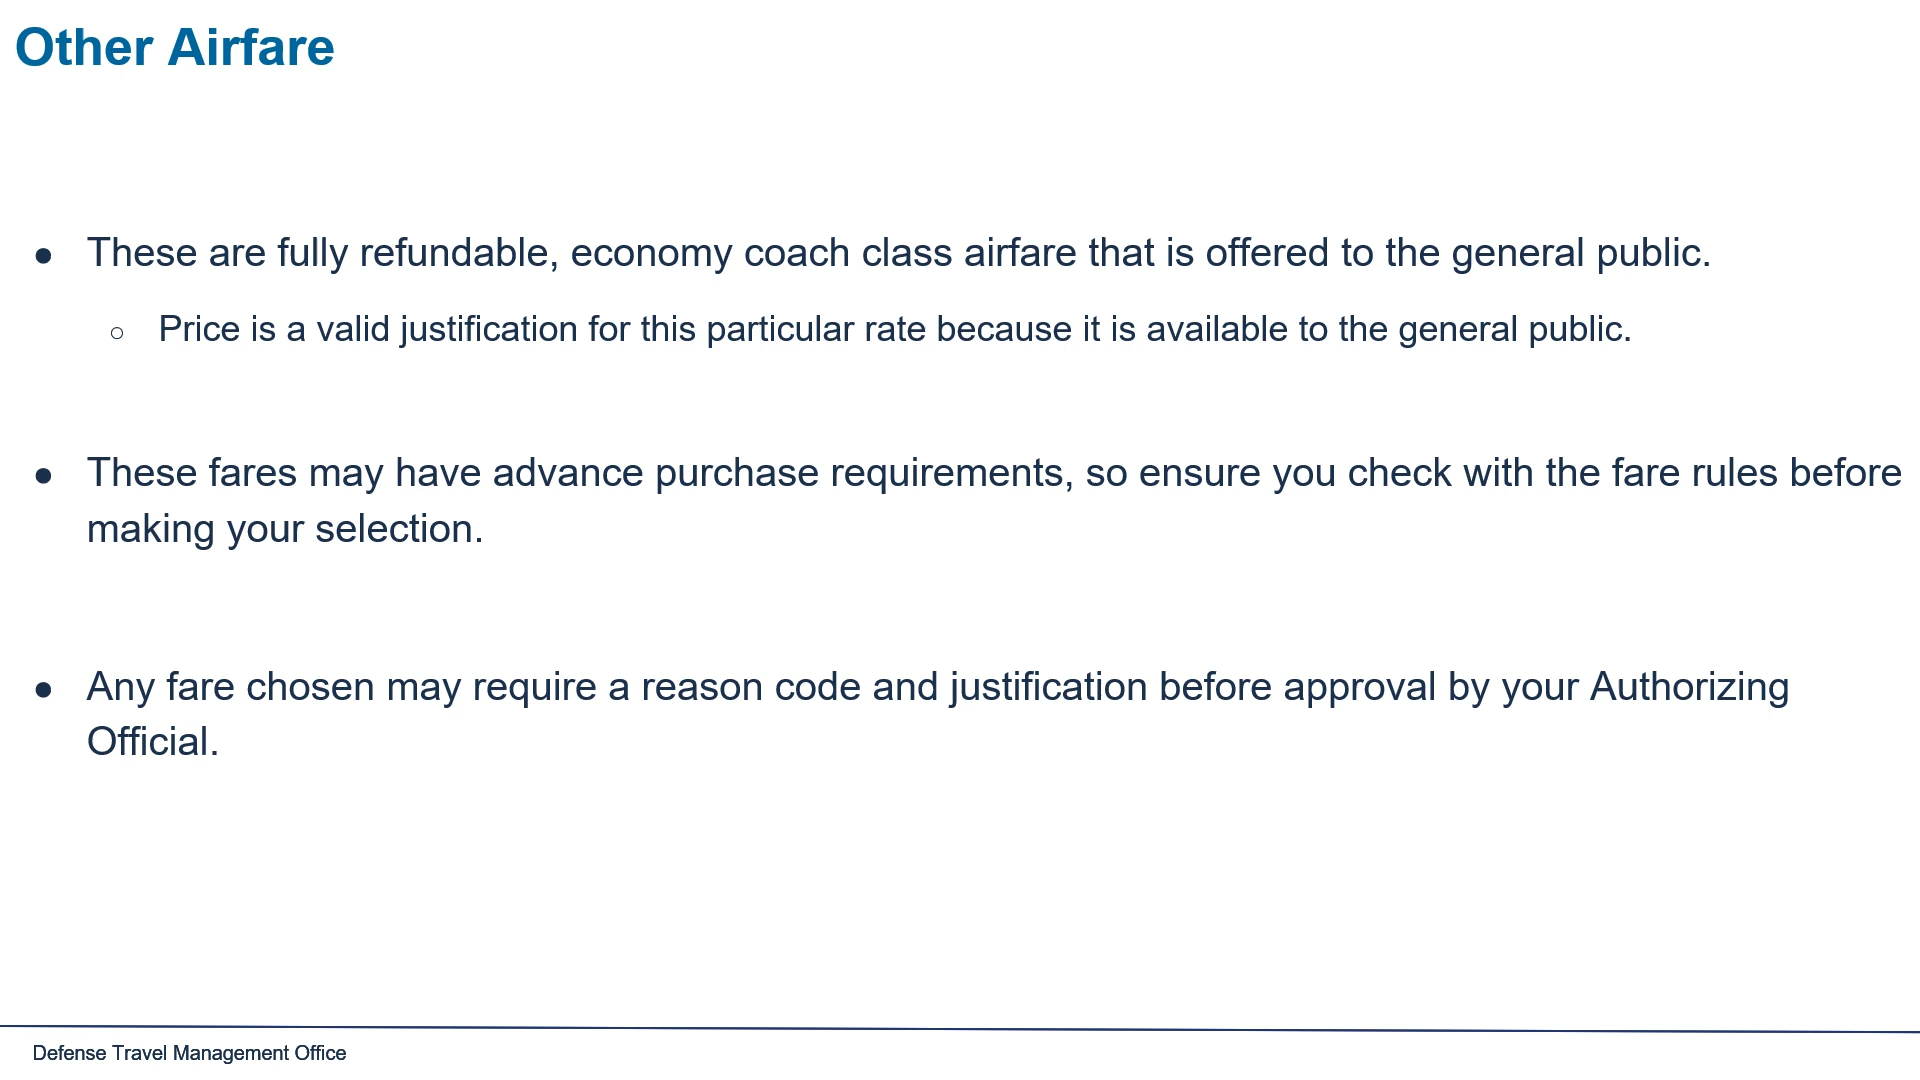 Other Airfare
● These are fully refundable, economy coach class airfare that is offered to the general public.
○ Price is a valid justification for this particular rate because it is available to the general public.
● These fares may have advance purchase requirements, so ensure you check with the fare rules before
making your selection.
● Any fare chosen may require a reason code and justification before approval by your Authorizing
Official.
Defense Travel Management Office